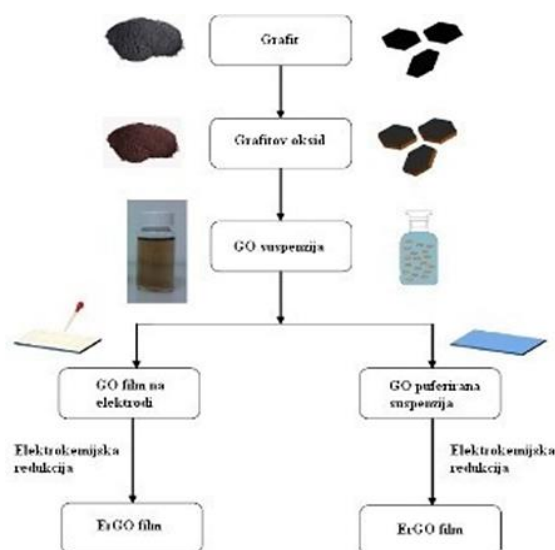 Grafit
Grafitov oksid
GO suspenzija
GO film na
elektrodi
GO puferirana
suspenzija
Elektrokemijska
redukcija
Elektrokemijska
redukcija
ErGO film
ErGO film